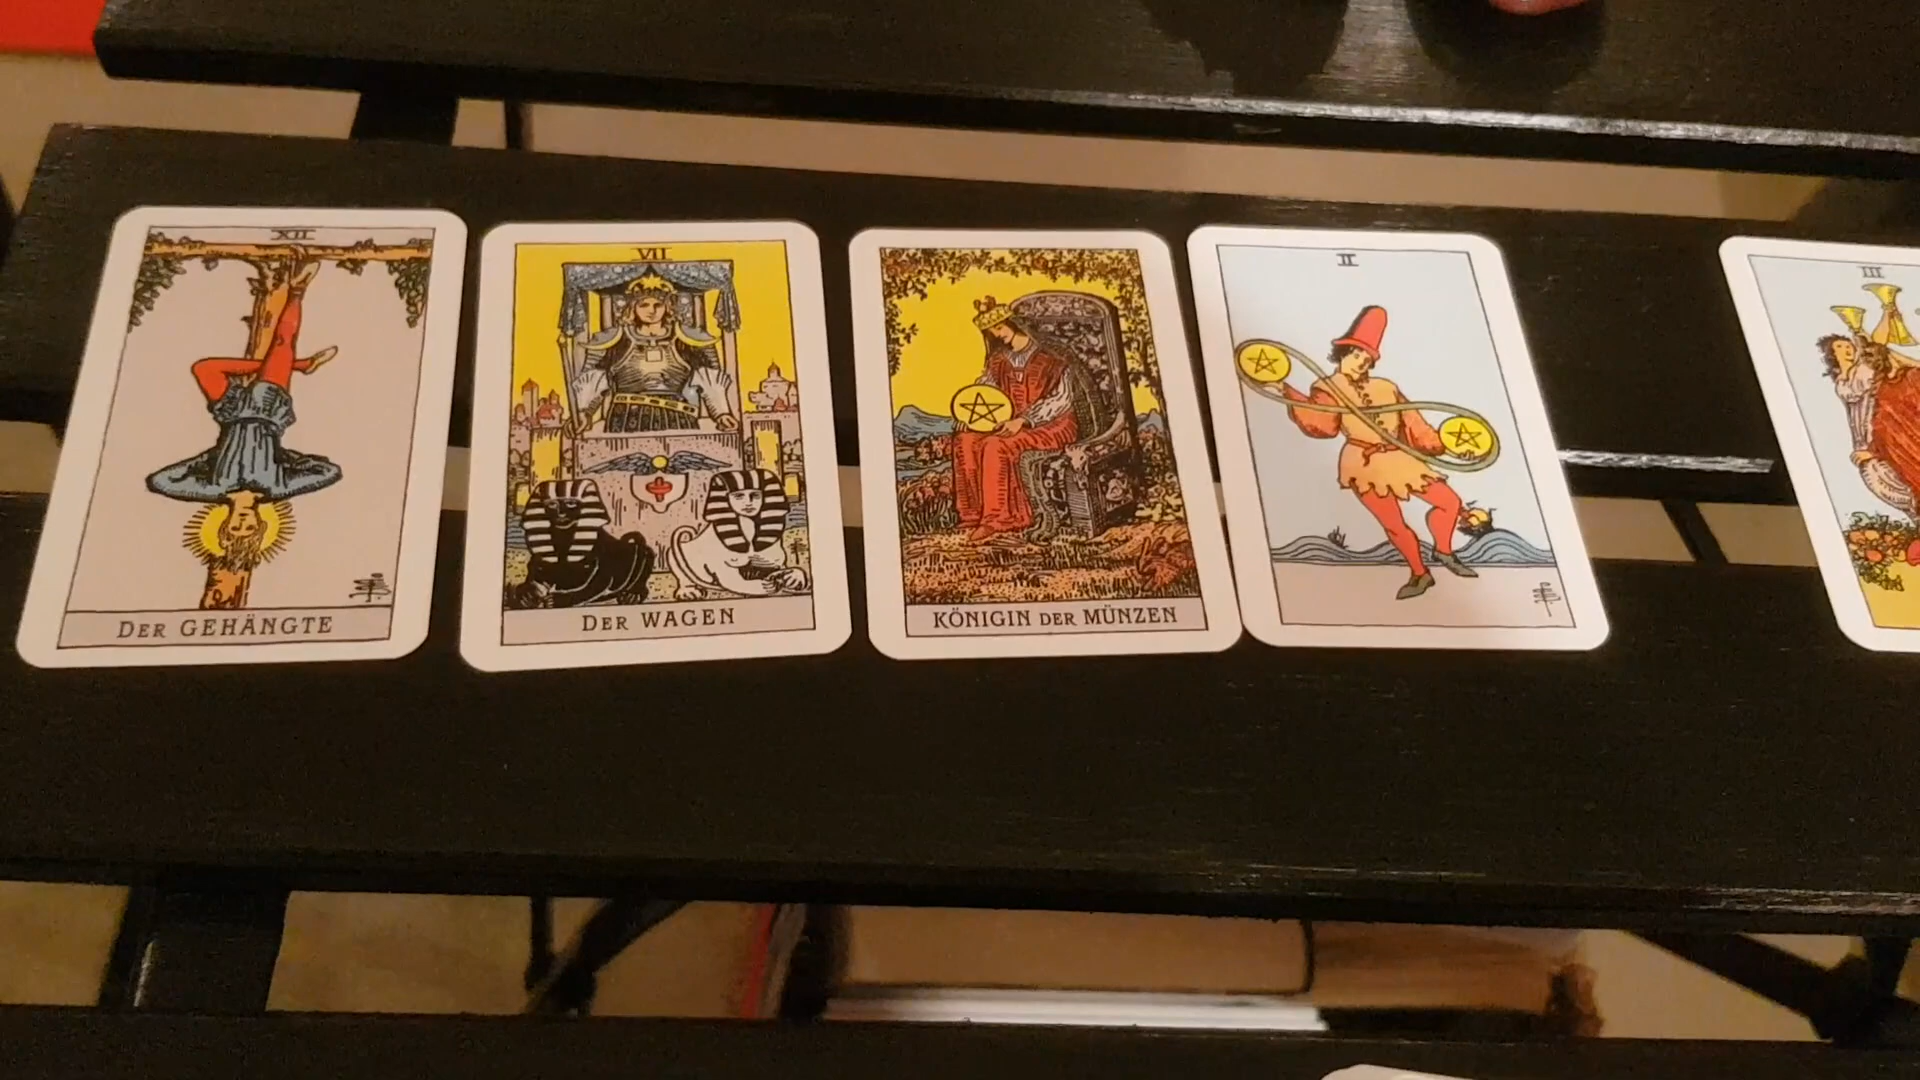 XII
DER GEHÄNGTE
VII
DER WAGEN
KÖNIGIN DER MÜNZEN
II
III